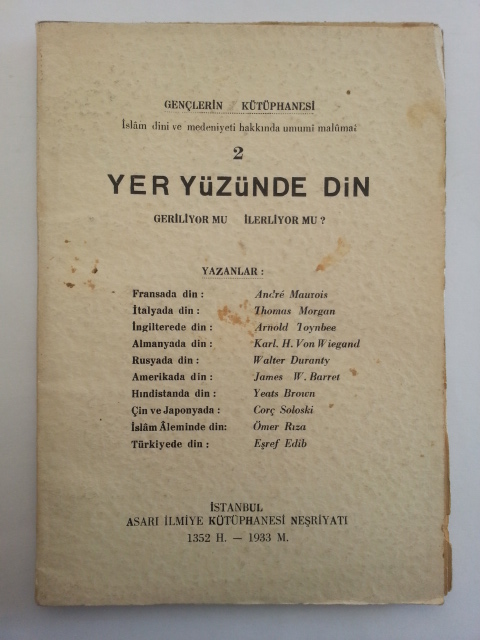 GENÇLERİN KÜTÜPHANESİ
İslâm dini ve medeniyeti hakkında umumî malûmat
2
YER YÜZÜNDE DİN
GERİLİYOR MU İLERLİYOR MU ?
YAZANLAR :
Fransada din : André Maurois
İtalyada din : Thomas Morgan
İngilterede din : Arnold Toynbee
Almanyada din : Karl. H. Von Wiegand
Rusyada din : Walter Duranty
Amerikada din : James W. Barret
Hındistanda din : Yeats Brown
Çin ve Japonyada : Corç Soloski
İslâm Âleminde din: Ömer Rıza
Türkiyede din : Eşref Edib
İSTANBUL
ASARI İLMİYE KÜTÜPHANESİ NEŞRİYATI
1352 H. — 1933 M.